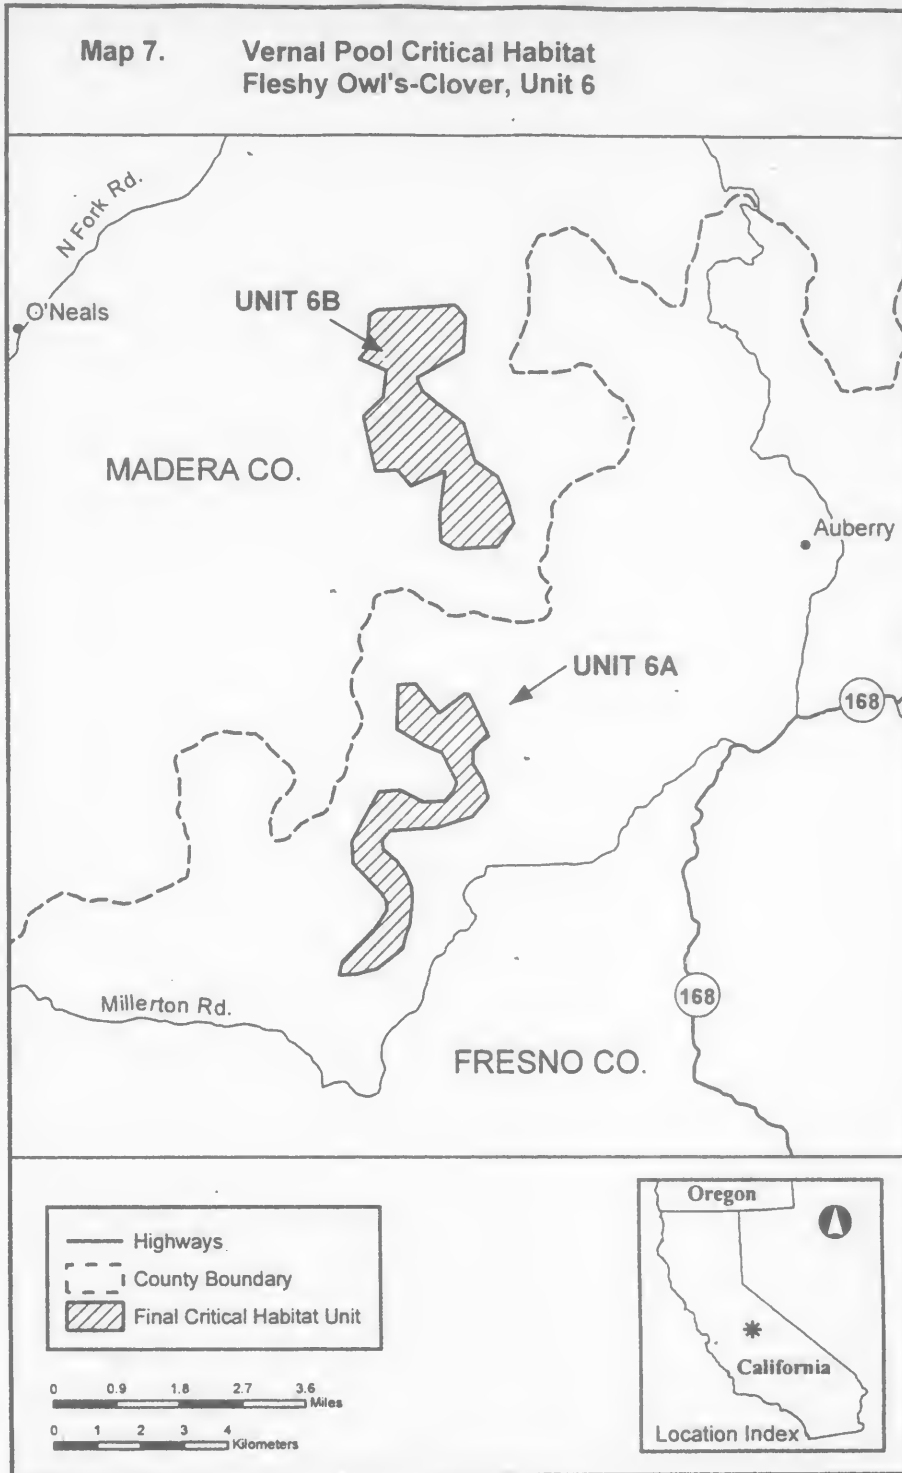 Map 7. Vernal Pool Critical Habitat
Fleshy Owl's-Clover, Unit 6
N Fork Rd.
O'Neals
UNIT 6B
MADERA CO.
Auberry
UNIT 6A
168
168
Millerton Rd.
FRESNO CO.
Highways
County Boundary
Final Critical Habitat Unit
0 0.9 1.8 2.7 3.6
Miles
0 1 2 3 4
Kilometers
Oregon
California
Location Index